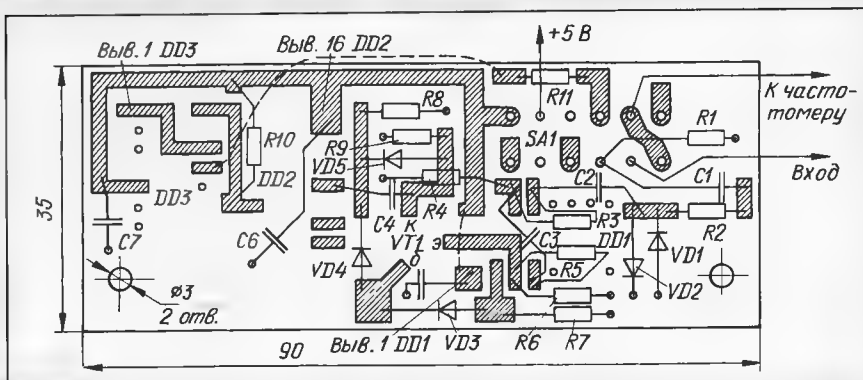 Выв. 1 DD3
Выв. 16 DD2
+5 В
К часто-
томеру
R8
R11
R1
R10
R9
VD5
SA1
Вход
DD3
DD2
C4
К
R4
C2
C1
R3
R2
VT1
Э
C3
DD1
C7
C6
VD4
б
R5
VD1
VD2
ø3
2 отв.
VD3
Выв. 1 DD1
R6
R7
35
90